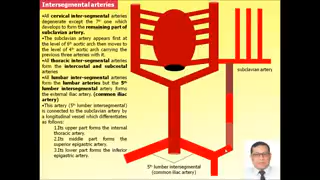 Intersegmental arteries
•All cervical inter-segmental arteries
degenerate except the 7th one which
develops to form the remaining part of
subclavian artery.
•The subclavian artery appears first at
the level of 6th aortic arch then moves to
the level of 4th aortic arch carrying the
previous three arteries with it.
•All thoracic inter-segmental arteries
form the intercostal and subcostal
arteries
•All lumbar inter-segmental arteries
form the lumbar arteries but the 5th
lumber intersegmental artery forms
the external iliac artery. (common iliac
artery)
•This artery (5th lumber intersegmental)
is connected to the subclavian artery by
a longitudinal vessel which differentiates
as follows:
1.Its upper part forms the internal
thoracic artery.
2.Its middle part forms the
superior epigastric artery.
3.Its lower part forms the inferior
epigastric artery.
subclavian artery
5th lumber intersegmental
(common iliac artery)